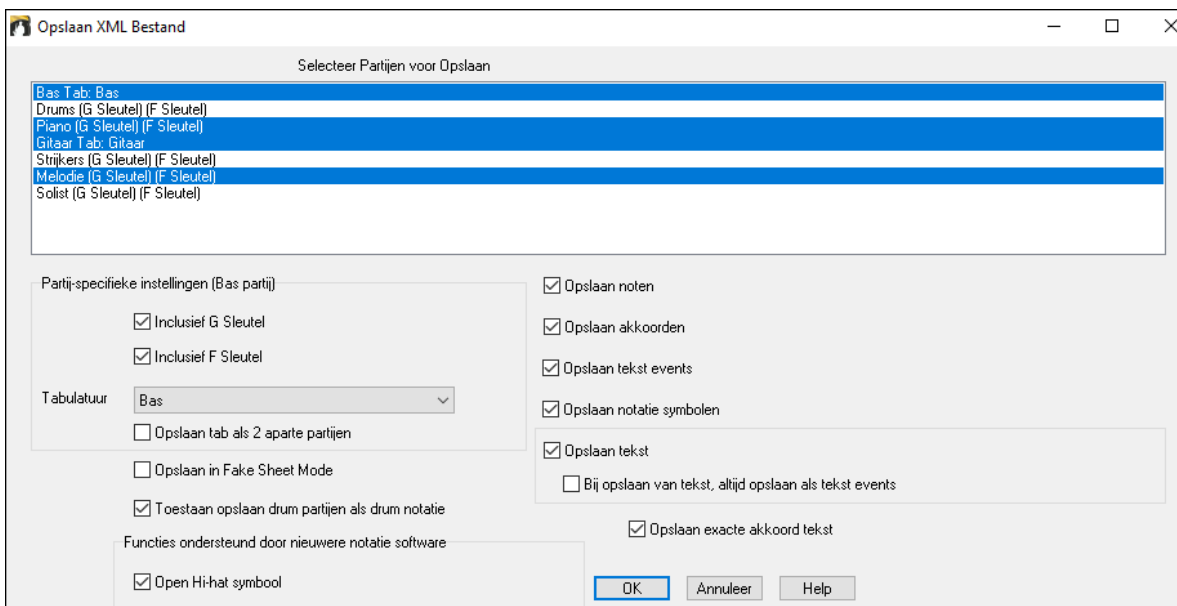 Opslaan XML Bestand
Selecteer Partijen voor Opslaan
Bas Tab: Bas
Drums (G Sleutel) (F Sleutel)
Piano (G Sleutel) (F Sleutel)
Gitaar Tab: Gitaar
Strijkers (G Sleutel) (F Sleutel)
Melodie (G Sleutel) (F Sleutel)
Solist (G Sleutel) (F Sleutel)
Partij-specifieke instellingen (Bas partij)
Inclusief G Sleutel
Inclusief F Sleutel
Tabulatuur Bas
Opslaan tab als 2 aparte partijen
Opslaan in Fake Sheet Mode
Toestaan opslaan drum partijen als drum notatie
Functies ondersteund door nieuwere notatie software
Open Hi-hat symbool
Opslaan noten
Opslaan akkoorden
Opslaan tekst events
Opslaan notatie symbolen
Opslaan tekst
Bij opslaan van tekst, altijd opslaan als tekst events
Opslaan exacte akkoord tekst
OK Annuleer Help